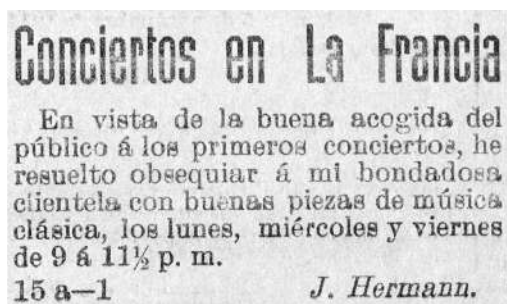 Conciertos en La Francia
En vista de la buena acogida del
público á los primeros conciertos, he
resuelto obsequiar á mi bondadosa
clientela con buenas piezas de música
clásica, los lunes, miércoles y viernes
de 9 á 11½ p. m.
15 a—1 J. Hermann.